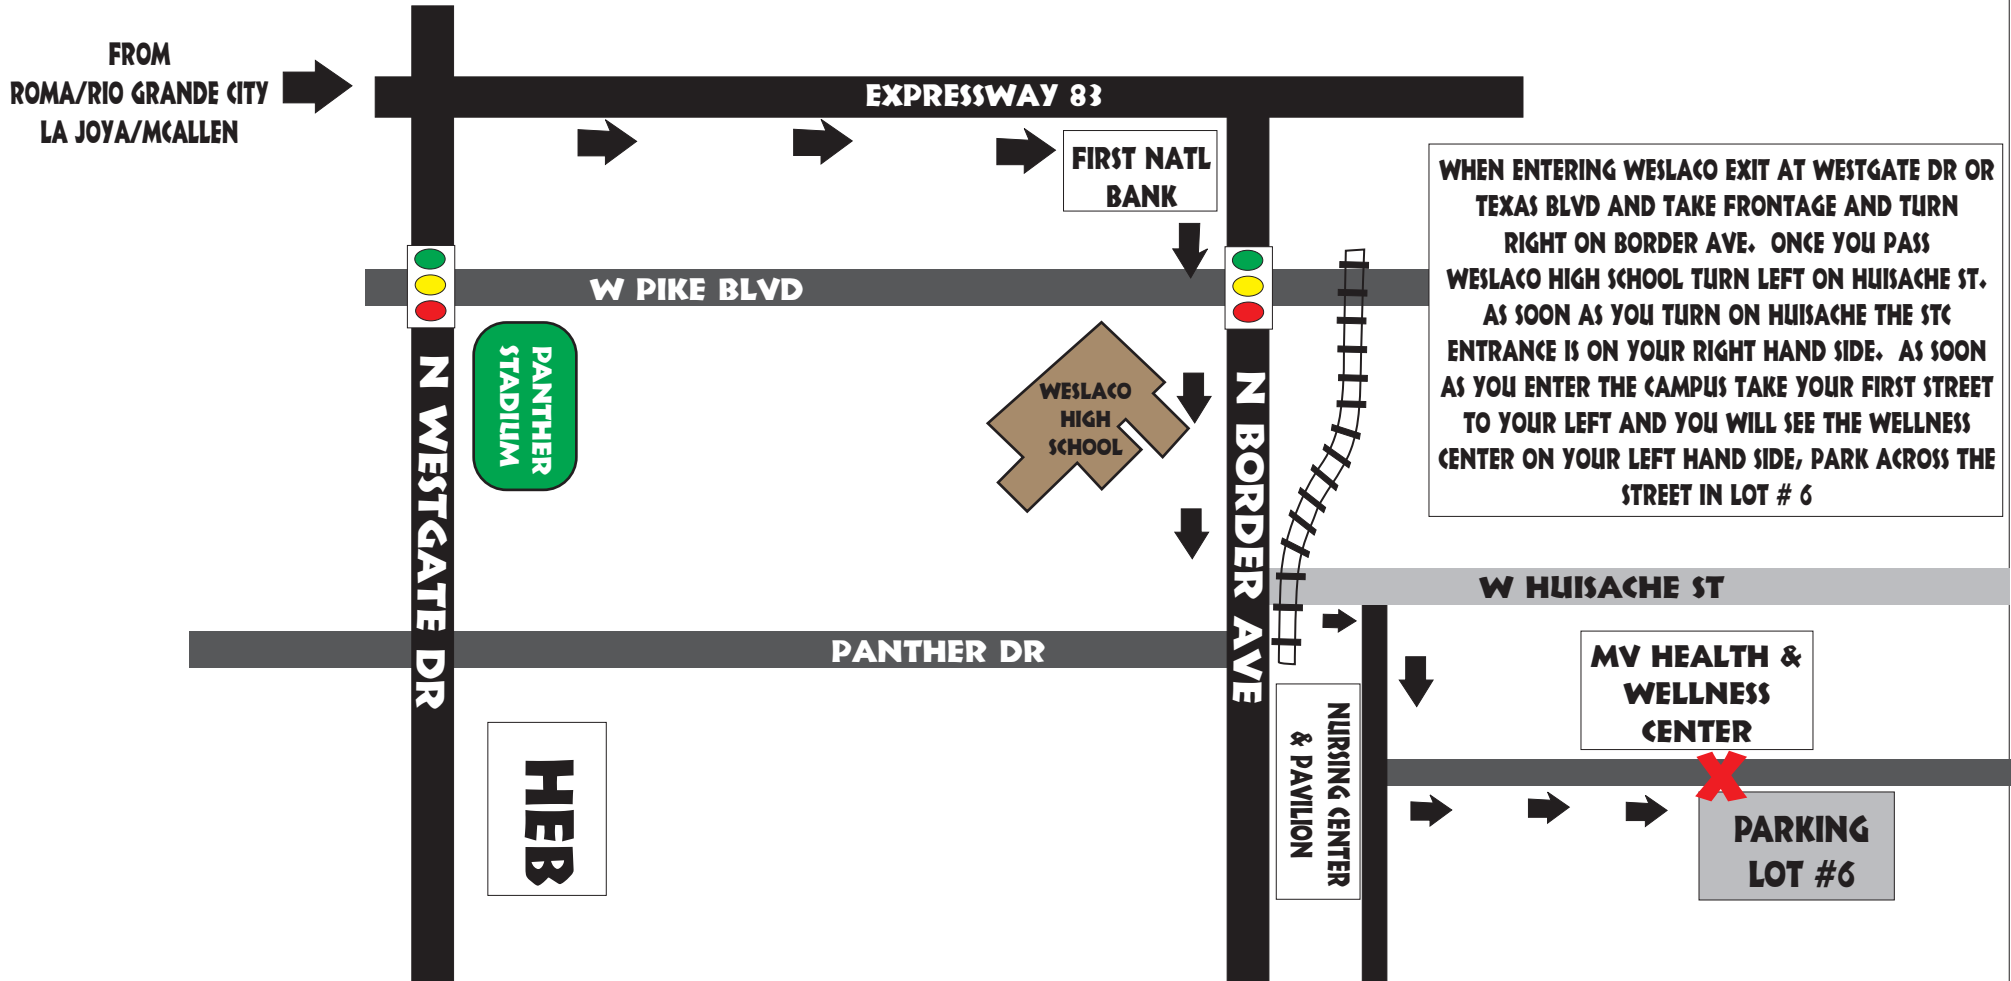 FROM
ROMA/RIO GRANDE CITY
LA JOYA/MCALLEN
EXPRESSWAY 83
FIRST NATL
BANK
WHEN ENTERING WESLACO EXIT AT WESTGATE DR OR
TEXAS BLVD AND TAKE FRONTAGE AND TURN
RIGHT ON BORDER AVE. ONCE YOU PASS
WESLACO HIGH SCHOOL TURN LEFT ON HUISACHE ST.
AS SOON AS YOU TURN ON HUISACHE THE STC
ENTRANCE IS ON YOUR RIGHT HAND SIDE. AS SOON
AS YOU ENTER THE CAMPUS TAKE YOUR FIRST STREET
TO YOUR LEFT AND YOU WILL SEE THE WELLNESS
CENTER ON YOUR LEFT HAND SIDE, PARK ACROSS THE
STREET IN LOT # 6
W PIKE BLVD
N WESTGATE DR
PANTHER
STADIUM
WESLACO
HIGH
SCHOOL
N BORDER AVE
W HUISACHE ST
PANTHER DR
MV HEALTH &
WELLNESS
CENTER
NURSING CENTER
& PAVILION
HEB
PARKING
LOT #6